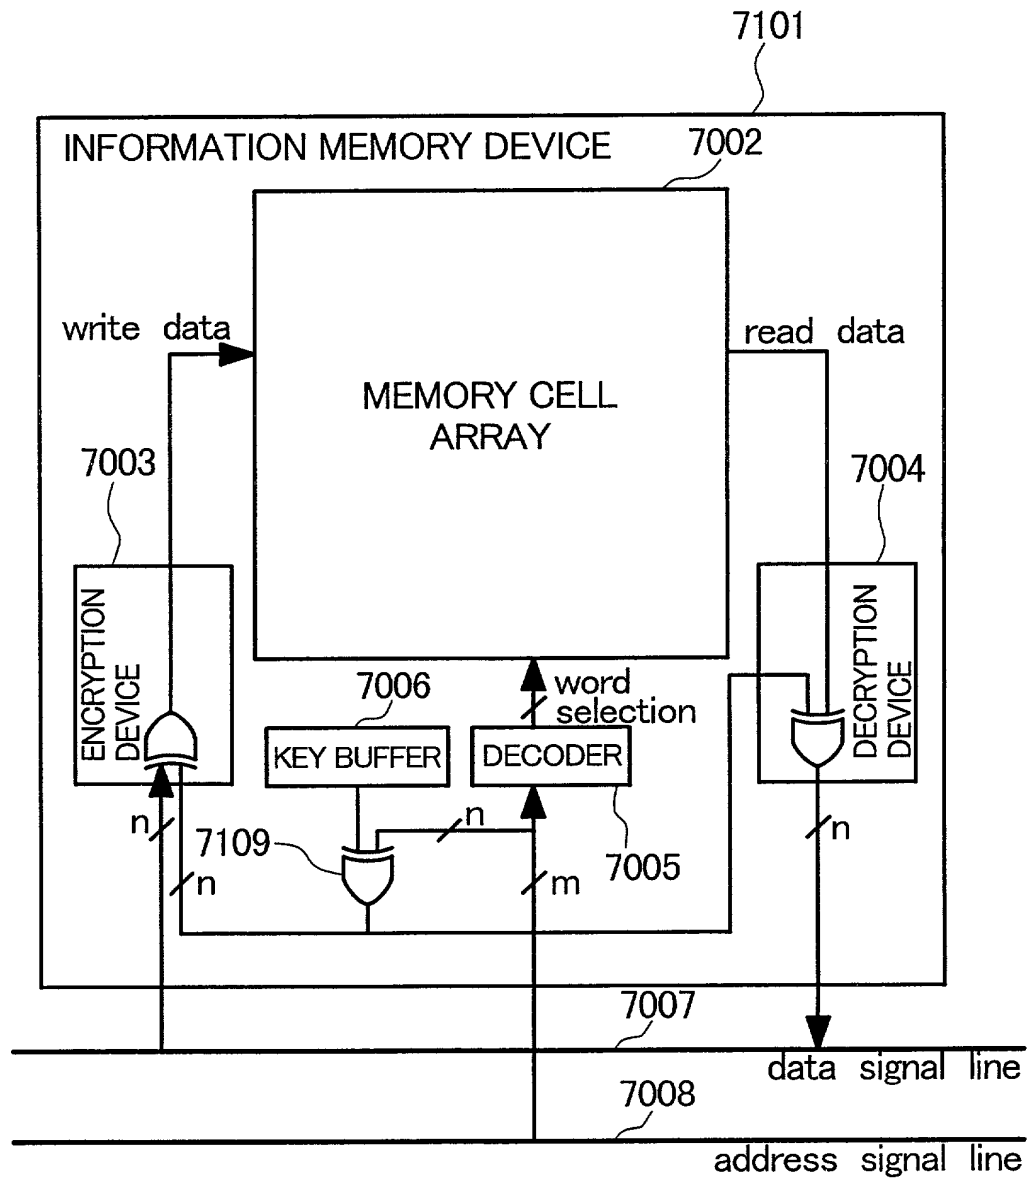 7101
INFORMATION MEMORY DEVICE
7002
write data
read data
MEMORY CELL
ARRAY
7003
7004
ENCRYPTION
DEVICE
DECRYPTION
DEVICE
7006
word
selection
KEY BUFFER
DECODER
n
n
n
7109
7005
n
m
7007
data signal line
7008
address signal line